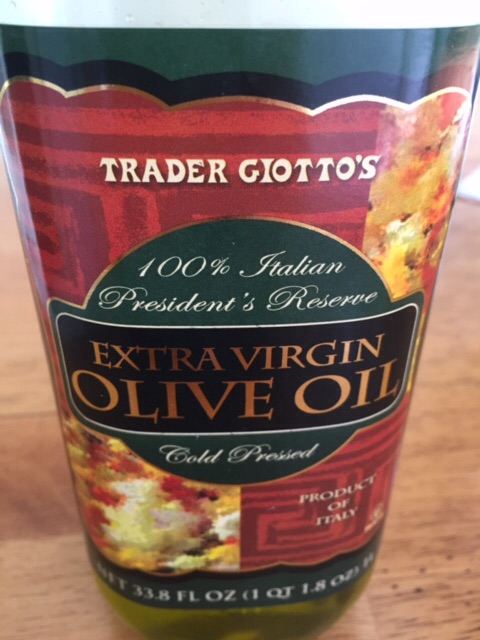 TRADER GIOTTO'S
100% Italian
President's Reserve
EXTRA VIRGIN
OLIVE OIL
Cold Pressed
PRODUCT
OF
ITALY
NET 33.8 FL OZ (1 QT 1.8 OZ)